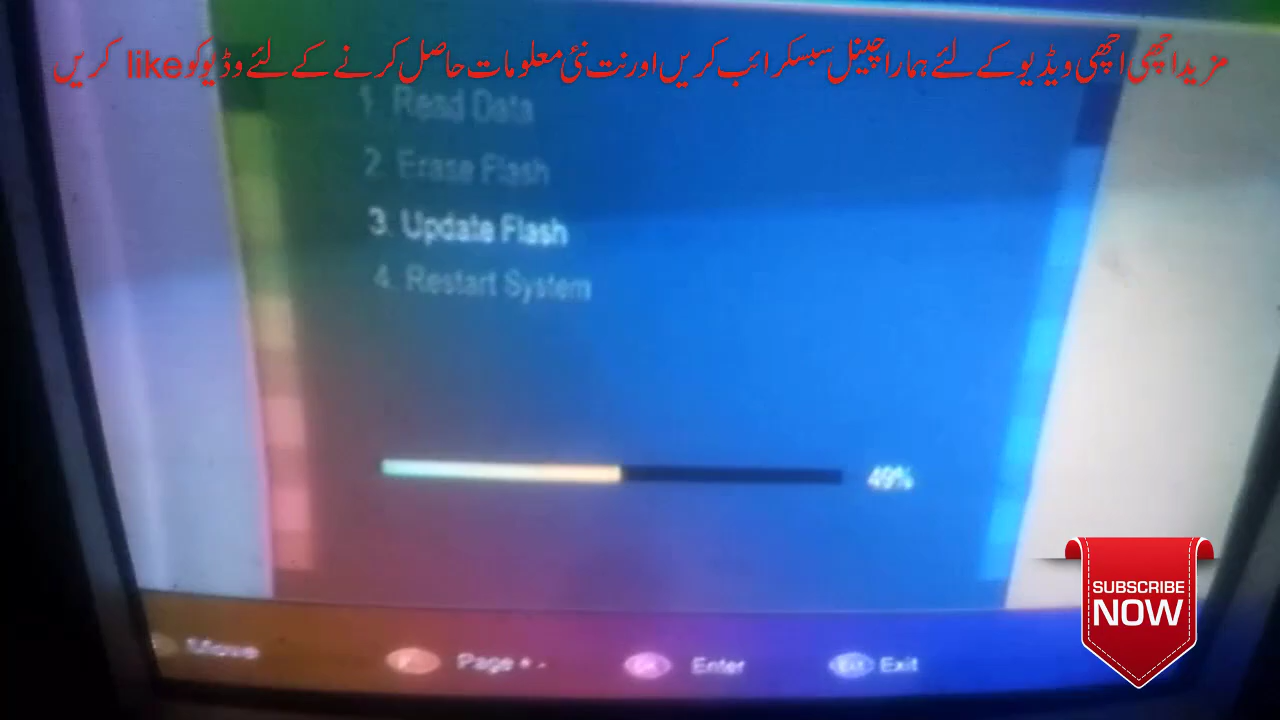 مزید اچھی اچھی ویڈیو کے لئے ہمارا چینل سبسکرائب کریں اور نت نئی معلومات حاصل کرنے کے لئے وڈیو کو like کریں
1. Read Data
2. Erase Flash
3. Update Flash
4. Restart System
49%
Move
Page + -
Enter
Exit
SUBSCRIBE
NOW